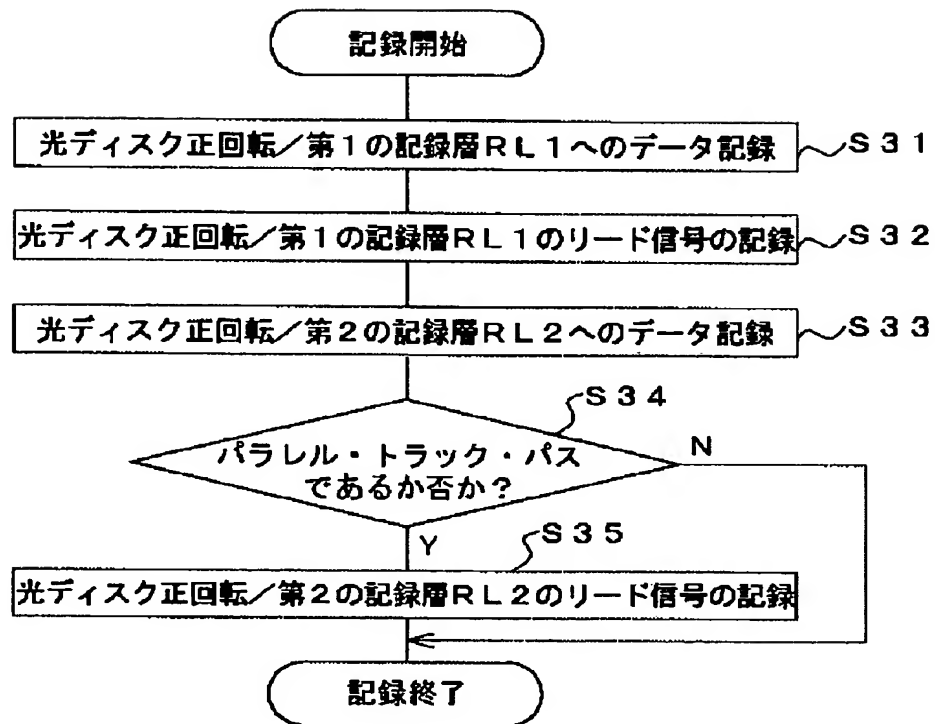 記録開始
光ディスク正回転／第１の記録層ＲＬ１へのデータ記録
Ｓ３１
光ディスク正回転／第１の記録層ＲＬ１のリード信号の記録
Ｓ３２
光ディスク正回転／第２の記録層ＲＬ２へのデータ記録
Ｓ３３
Ｓ３４
パラレル・トラック・パス
であるか否か？
Ｎ
Ｙ
Ｓ３５
光ディスク正回転／第２の記録層ＲＬ２のリード信号の記録
記録終了